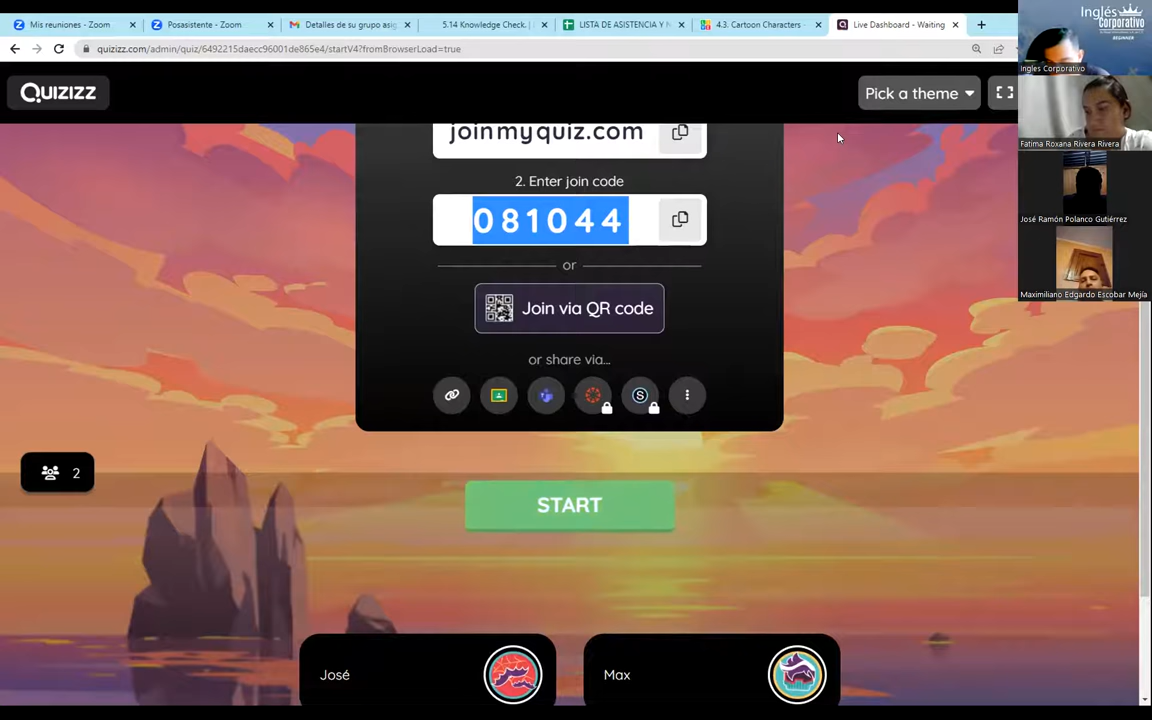 Mis reuniones - Zoom
Posasistente - Zoom
Detalles de su grupo asig
5.14 Knowledge Check. |
LISTA DE ASISTENCIA Y N
4.3. Cartoon Characters -
Live Dashboard - Waiting
quizizz.com/admin/quiz/6492215daecc96001de865e4/startV4?fromBrowserLoad=true
Quizizz
Pick a theme
Inglés
Corporativo
BEGINNER
Ingles Corporativo
Fátima Roxana Rivera Rivera
José Ramón Polanco Gutiérrez
Maximiliano Edgardo Escobar Mejía
joinmyquiz.com
2. Enter join code
081044
or
Join via QR code
or share via...
S
2
START
José
Max